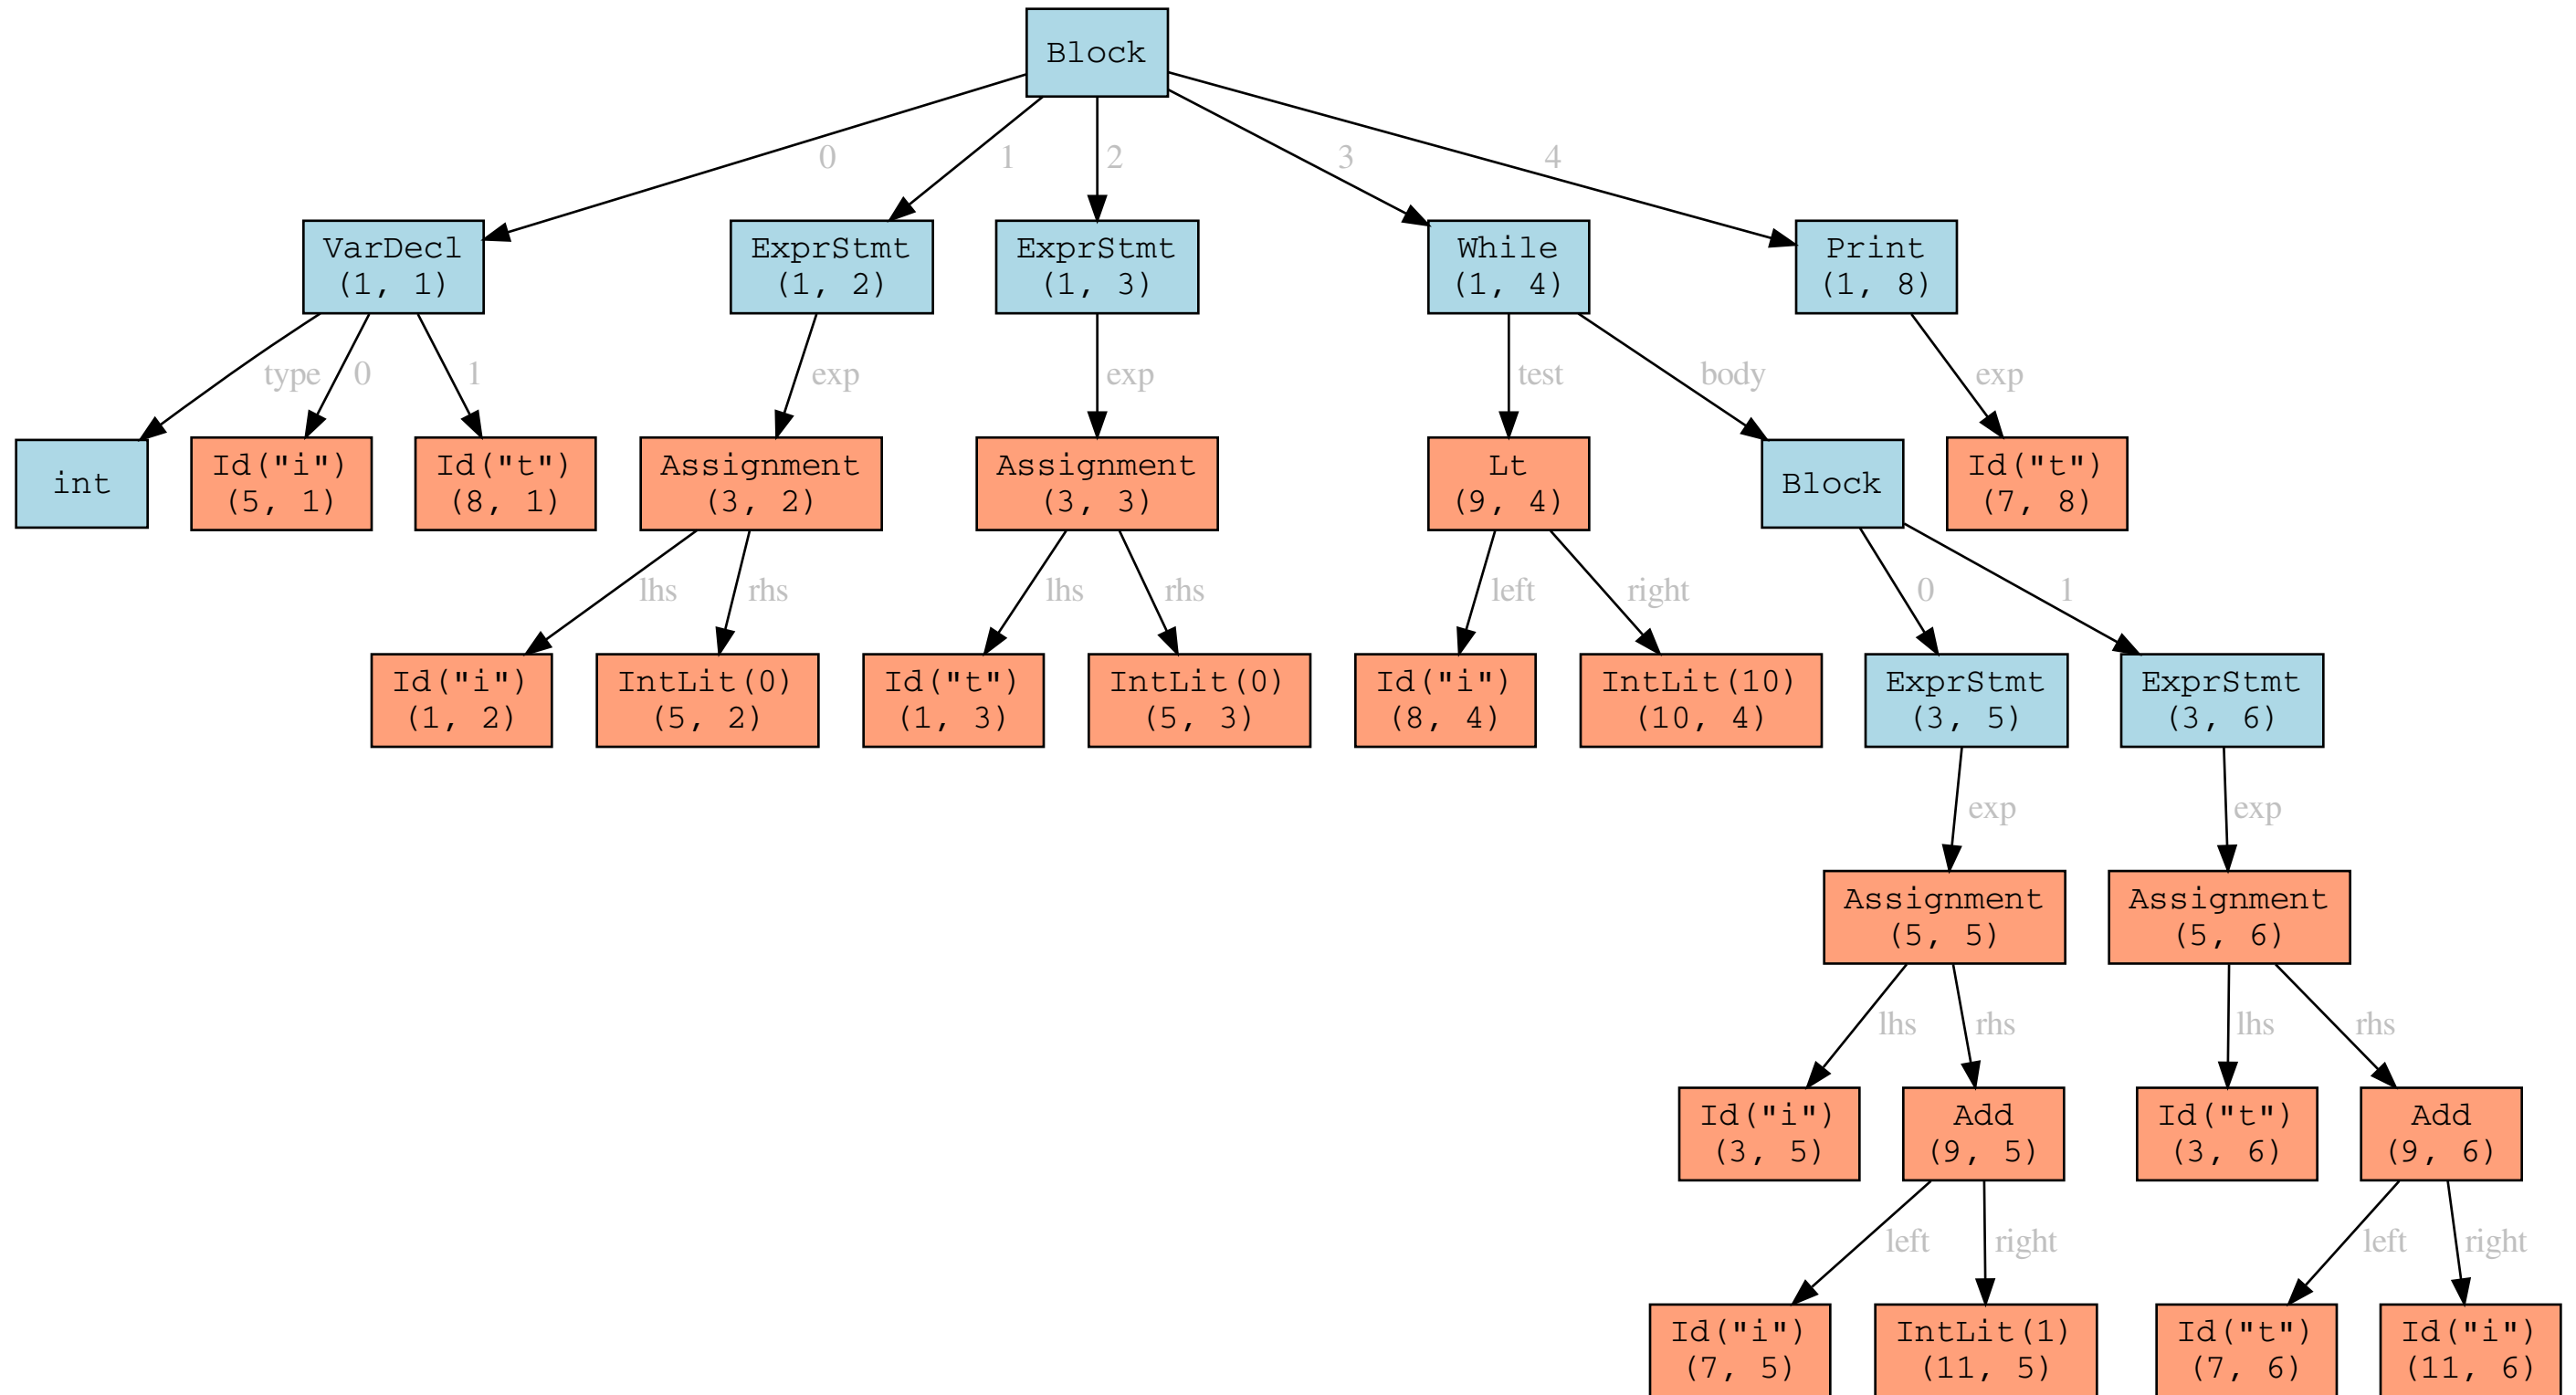 Block
0
1
2
3
4
VarDecl
(1, 1)
ExprStmt
(1, 2)
ExprStmt
(1, 3)
While
(1, 4)
Print
(1, 8)
type
0
1
exp
exp
test
body
exp
int
Id("i")
(5, 1)
Id("t")
(8, 1)
Assignment
(3, 2)
Assignment
(3, 3)
Lt
(9, 4)
Block
Id("t")
(7, 8)
lhs
rhs
lhs
rhs
left
right
0
1
Id("i")
(1, 2)
IntLit(0)
(5, 2)
Id("t")
(1, 3)
IntLit(0)
(5, 3)
Id("i")
(8, 4)
IntLit(10)
(10, 4)
ExprStmt
(3, 5)
ExprStmt
(3, 6)
exp
exp
Assignment
(5, 5)
Assignment
(5, 6)
lhs
rhs
lhs
rhs
Id("i")
(3, 5)
Add
(9, 5)
Id("t")
(3, 6)
Add
(9, 6)
left
right
left
right
Id("i")
(7, 5)
IntLit(1)
(11, 5)
Id("t")
(7, 6)
Id("i")
(11, 6)